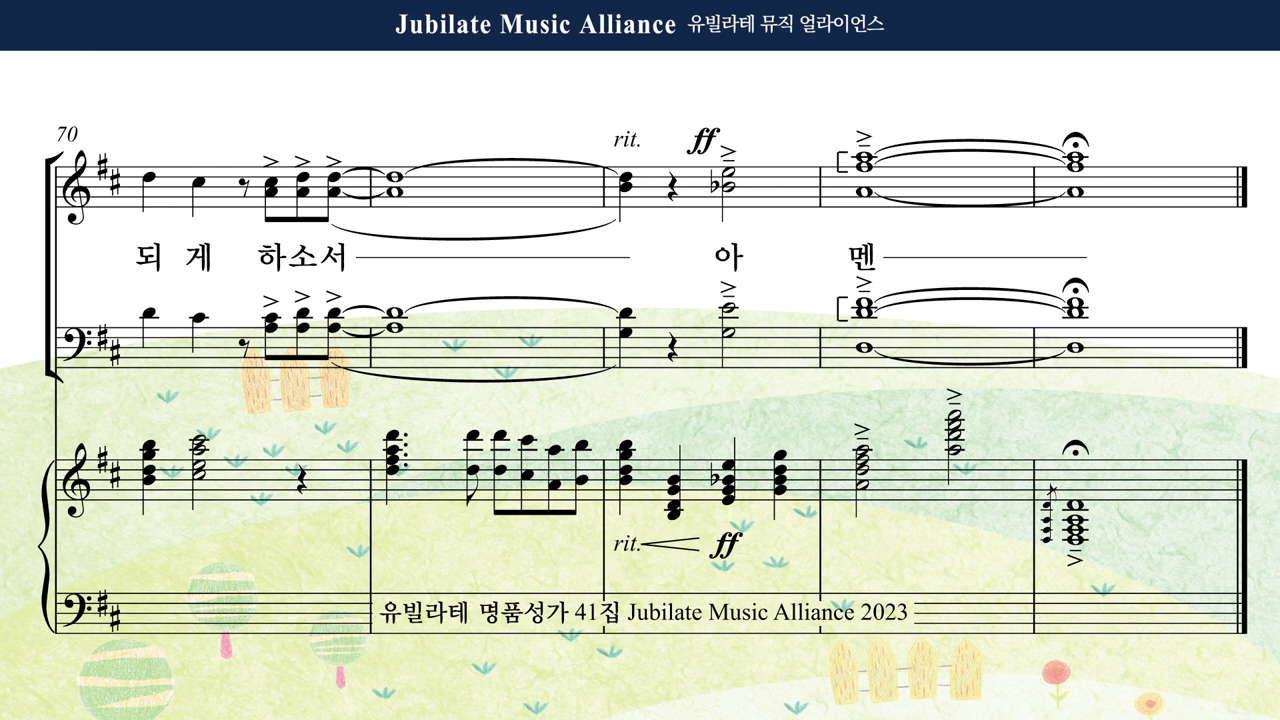 Jubilate Music Alliance 유빌라테 뮤직 얼라이언스
70
rit. ff
되 게 하소서 아 멘
rit. ff
유빌라테 명품성가 41집 Jubilate Music Alliance 2023